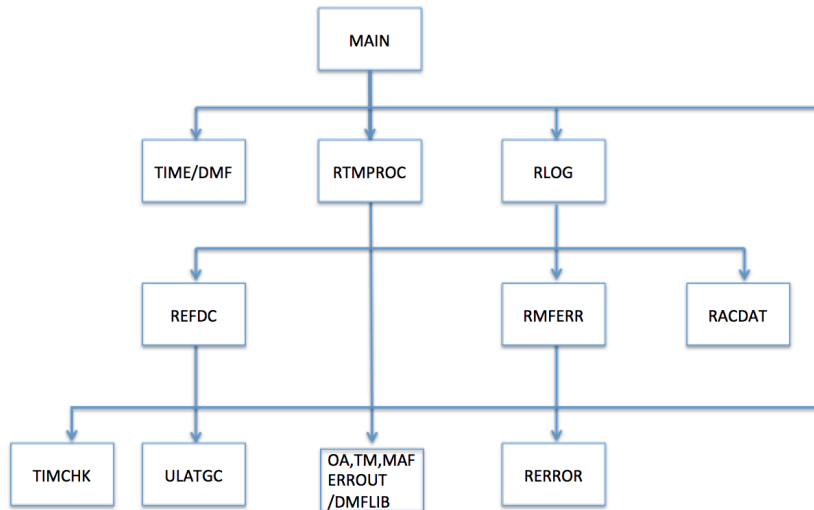 MAIN
TIME/DMF
RTMPROC
RLOG
REFDC
RMFERR
RACDAT
TIMCHK
ULATGC
OA,TM,MAF
ERROUT
/DMFLIB
RERROR